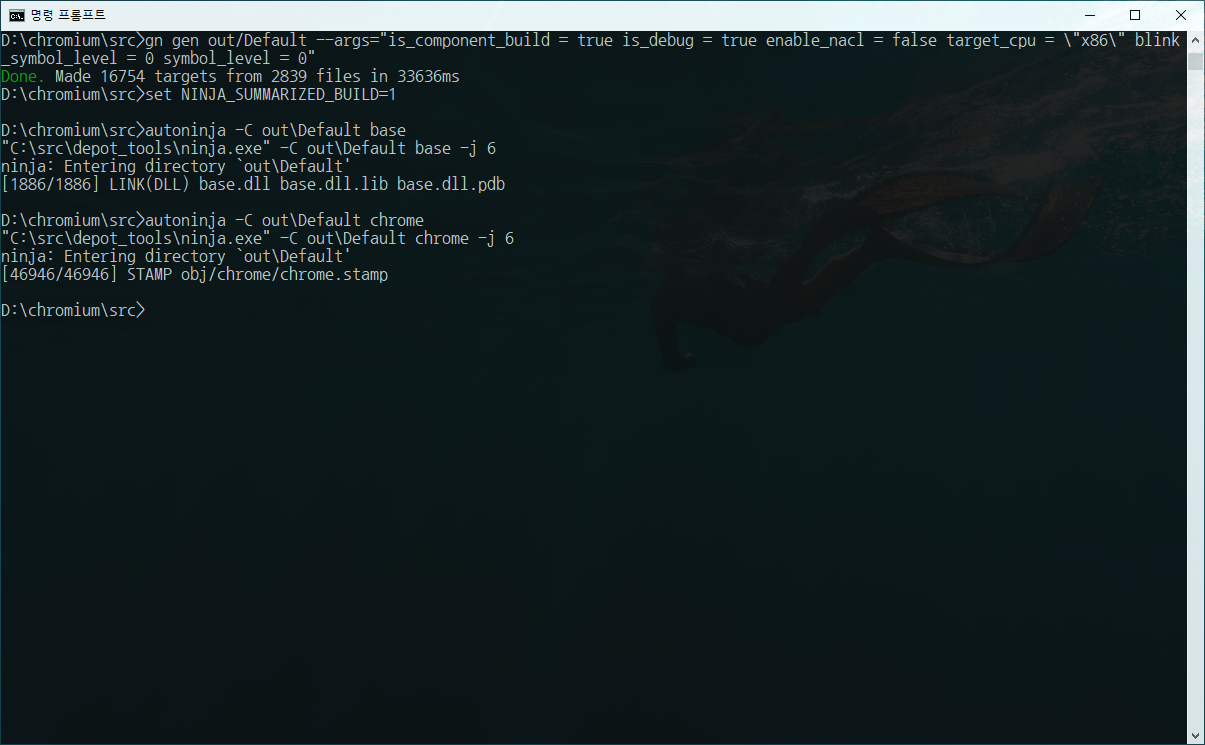 명령 프롬프트
D:\chromium\src>gn gen out/Default --args="is_component_build = true is_debug = true enable_nacl = false target_cpu = \"x86\" blink
_symbol_level = 0 symbol_level = 0"
Done. Made 16754 targets from 2839 files in 33636ms
D:\chromium\src>set NINJA_SUMMARIZED_BUILD=1
D:\chromium\src>autoninja -C out\Default base
"C:\src\depot_tools\ninja.exe" -C out\Default base -j 6
ninja: Entering directory `out\Default'
[1886/1886] LINK(DLL) base.dll base.dll.lib base.dll.pdb
D:\chromium\src>autoninja -C out\Default chrome
"C:\src\depot_tools\ninja.exe" -C out\Default chrome -j 6
ninja: Entering directory `out\Default'
[46946/46946] STAMP obj/chrome/chrome.stamp
D:\chromium\src>